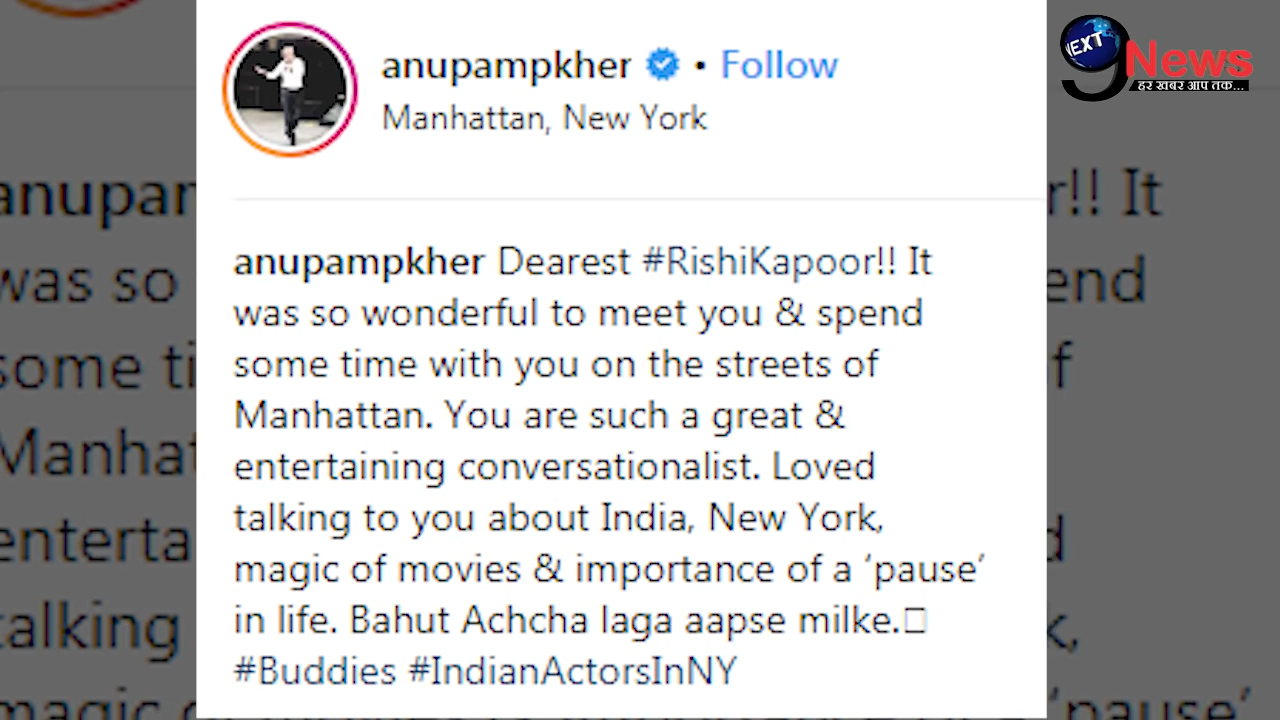 anupampkher • Follow
Manhattan, New York
anupampkher Dearest #RishiKapoor!! It
was so wonderful to meet you & spend
some time with you on the streets of
Manhattan. You are such a great &
entertaining conversationalist. Loved
talking to you about India, New York,
magic of movies & importance of a ‘pause’
in life. Bahut Achcha laga aapse milke.□
#Buddies #IndianActorsInNY
NEXT
9 News
हर खबर आप तक...